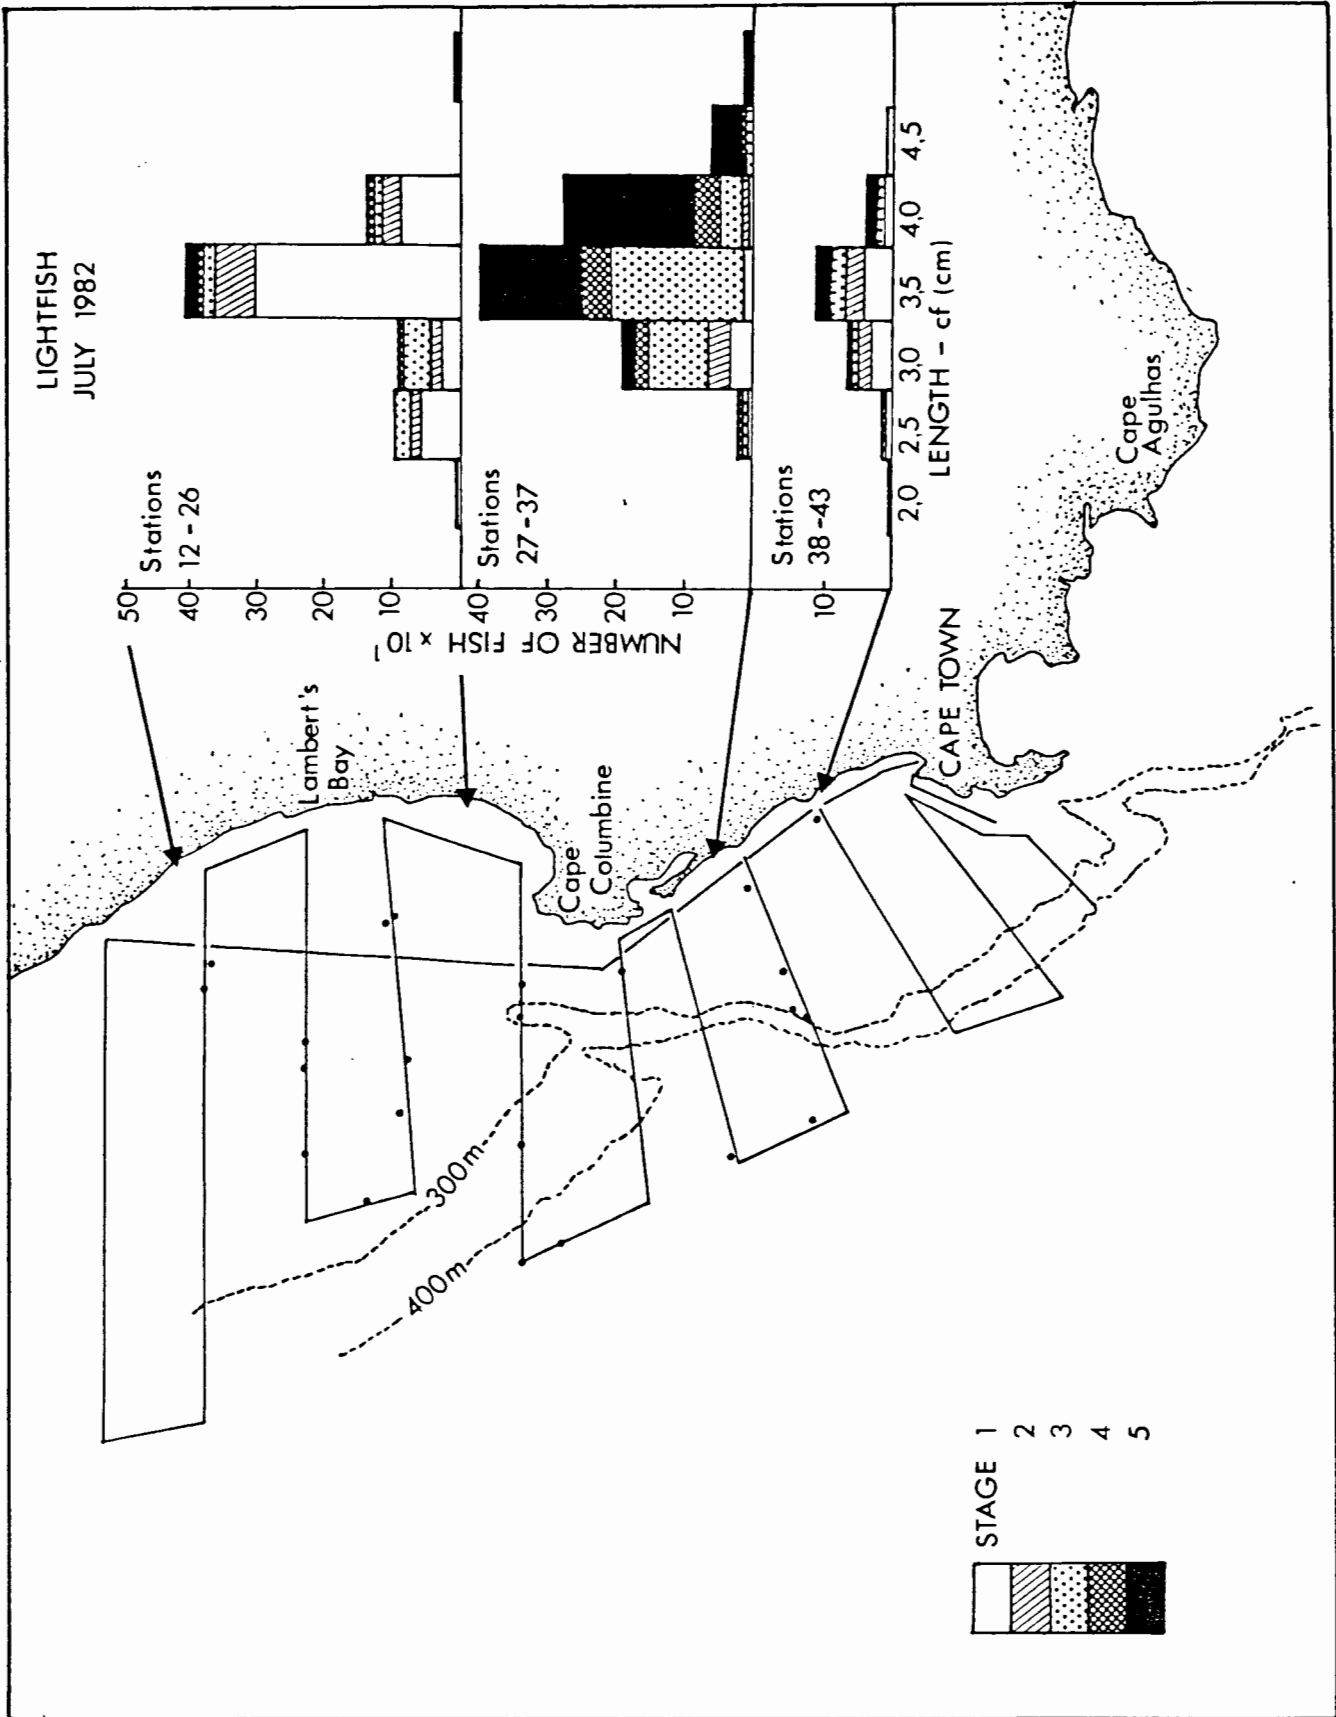 LIGHTFISH
JULY 1982
Stations
12 - 26
50
40
30
20
10
Stations
27 - 37
40
30
20
10
Stations
38 - 43
10
NUMBER OF FISH x 10¹
2,0 2,5 3,0 3,5 4,0 4,5
LENGTH - cf (cm)
Lambert's
Bay
Cape
Columbine
CAPE TOWN
Cape
Agulhas
300m
400m
STAGE 1
2
3
4
5